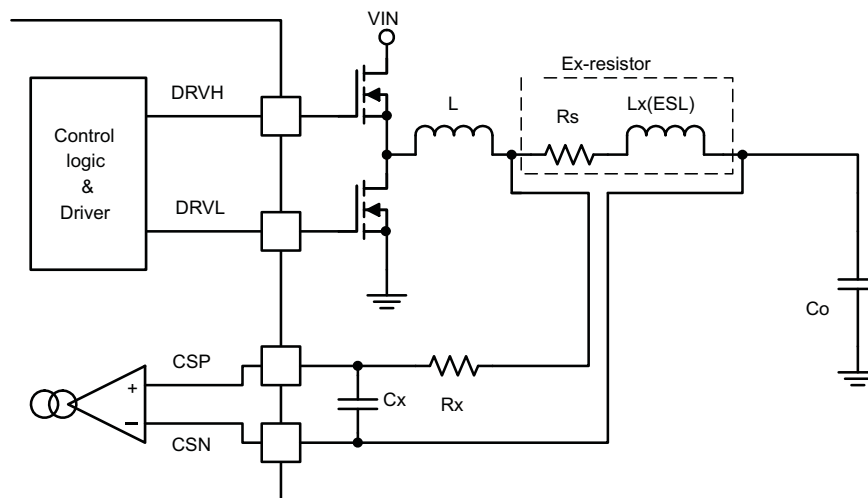 VIN
Ex-resistor
DRVH
L
Rs
Lx(ESL)
Control
logic
&
Driver
DRVL
Co
CSP
+
Cx
Rx
−
CSN